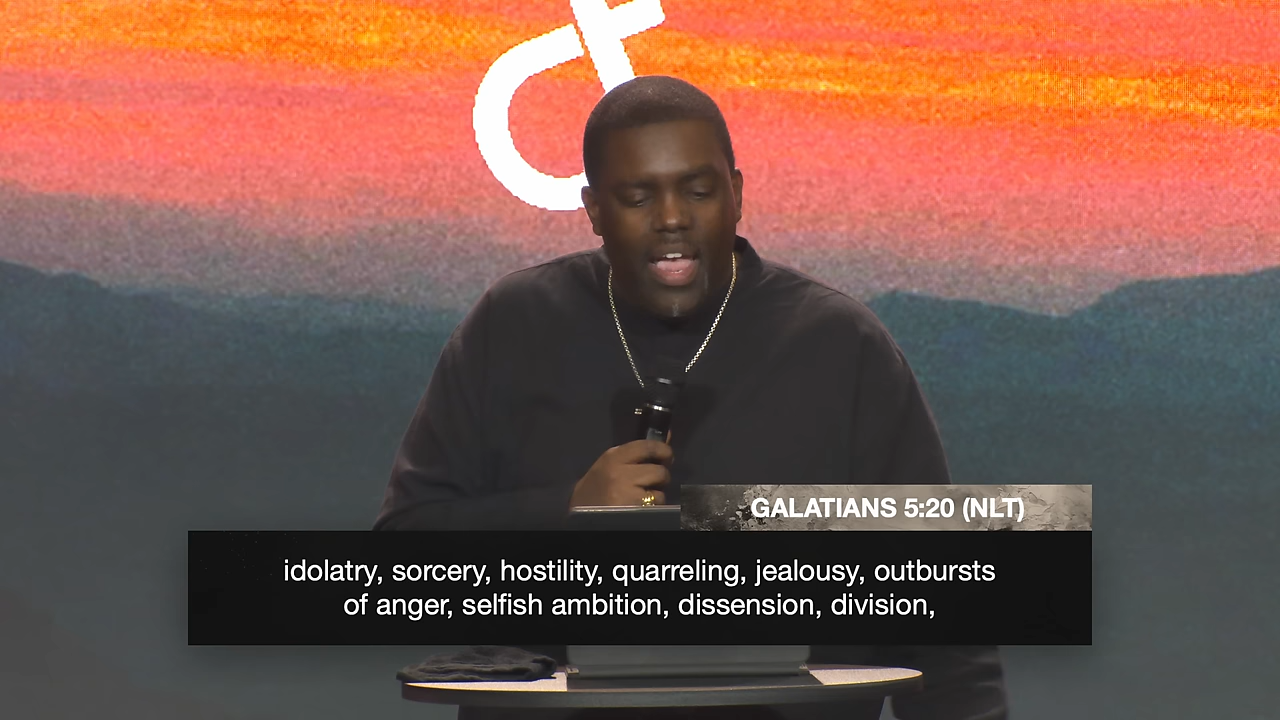 GALATIANS 5:20 (NLT)
idolatry, sorcery, hostility, quarreling, jealousy, outbursts
of anger, selfish ambition, dissension, division,